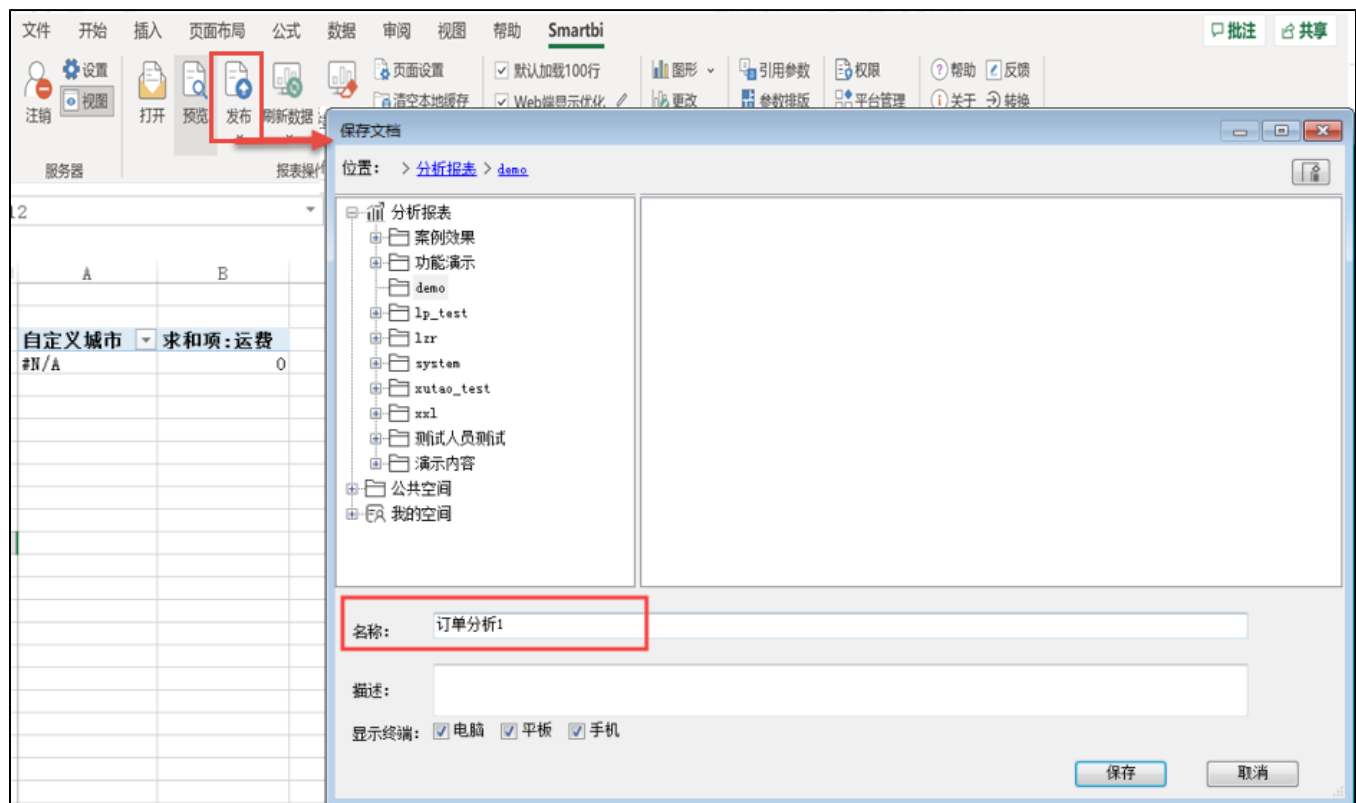 文件 开始 插入 页面布局 公式 数据 审阅 视图 帮助 Smartbi 批注 共享
设置 页面设置 默认加载100行 图形 引用参数 权限 帮助 反馈
视图 清空本地缓存 Web端显示优化 更改 参数排版 平台管理 关于 转换
注销 打开 预览 发布 刷新数据
服务器 报表操作
保存文档
位置: > 分析报表 > demo
12
分析报表
案例效果
功能演示
demo
lp_test
lzr
system
xutao_test
xxl
测试人员测试
演示内容
公共空间
我的空间
A B
自定义城市 求和项:运费
#N/A 0
名称: 订单分析1
描述:
显示终端: 电脑 平板 手机
保存 取消